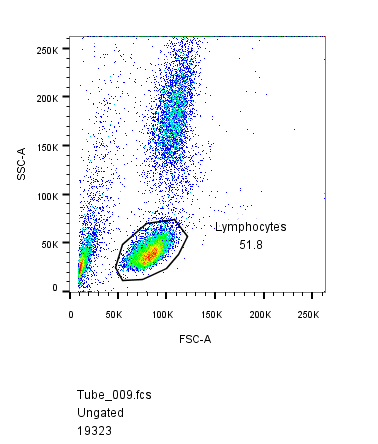 250K
200K
150K
100K
50K
0
SSC-A
Lymphocytes
51.8
0 50K 100K 150K 200K 250K
FSC-A
Tube_009.fcs
Ungated
19323